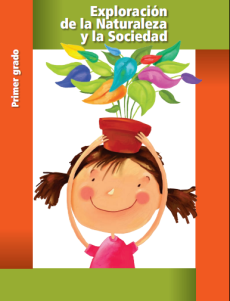 Exploración
de la Naturaleza
y la Sociedad
Primer grado